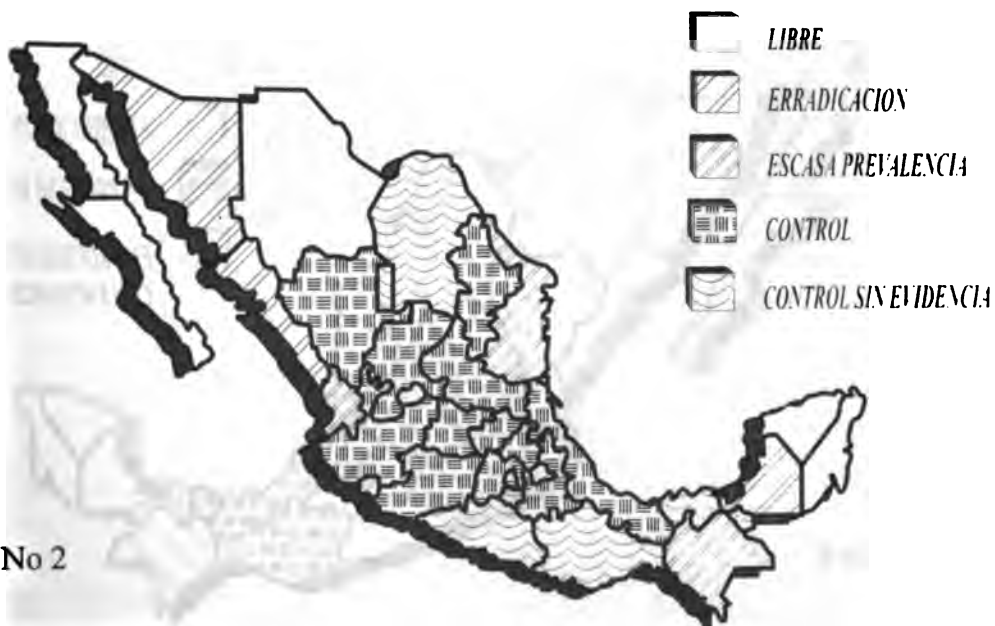 LIBRE
ERRADICACION
ESCASA PREVALENCIA
CONTROL
CONTROL SIN EVIDENCIA
No 2